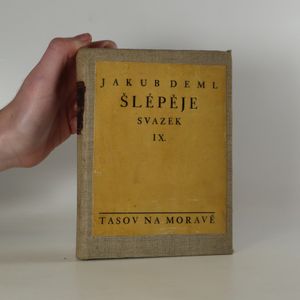 JAKUB DEML
ŠLÉPĚJE
SVAZEK
IX.
TASOV NA MORAVĚ